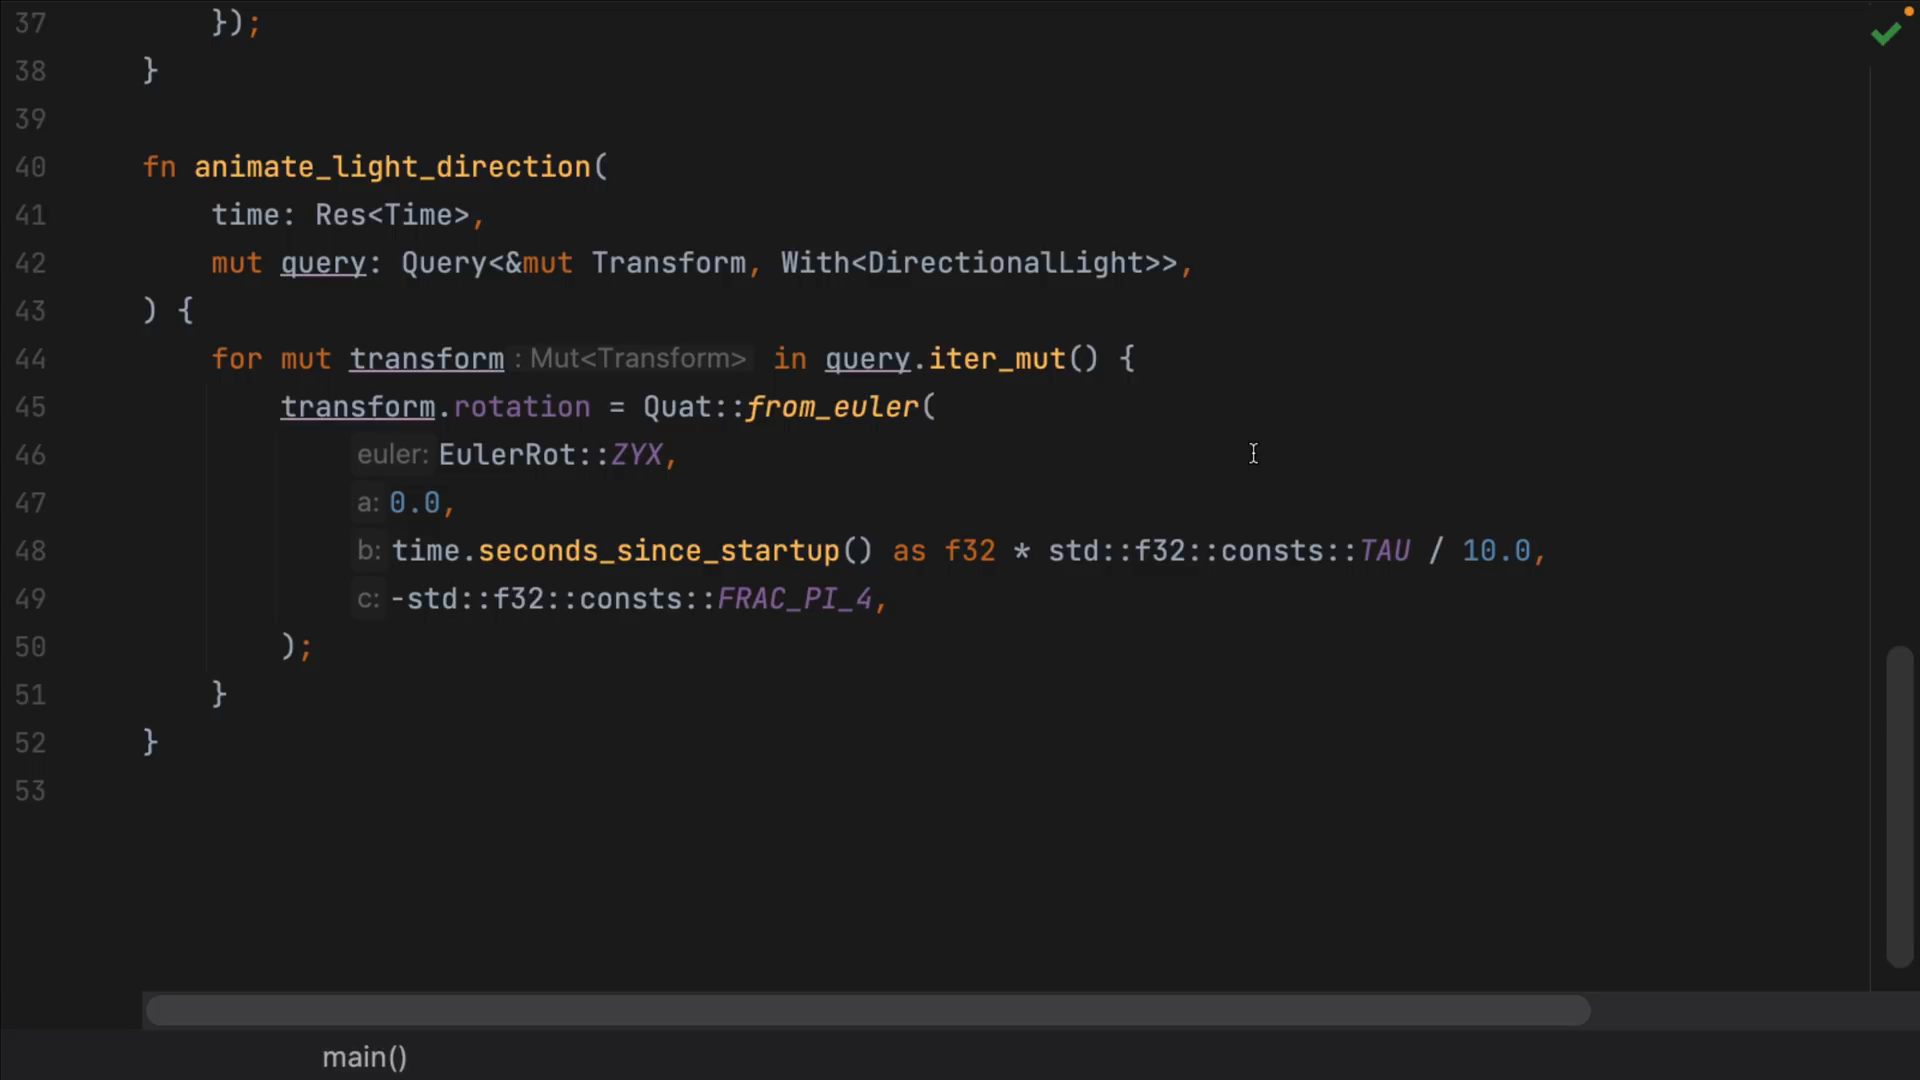 37 });
38 }
39
40 fn animate_light_direction(
41 time: Res<Time>,
42 mut query: Query<&mut Transform, With<DirectionalLight>>,
43 ) {
44 for mut transform : Mut<Transform> in query.iter_mut() {
45 transform.rotation = Quat::from_euler(
46 euler: EulerRot::ZYX,
47 a: 0.0,
48 b: time.seconds_since_startup() as f32 * std::f32::consts::TAU / 10.0,
49 c: -std::f32::consts::FRAC_PI_4,
50 );
51 }
52 }
53
main()